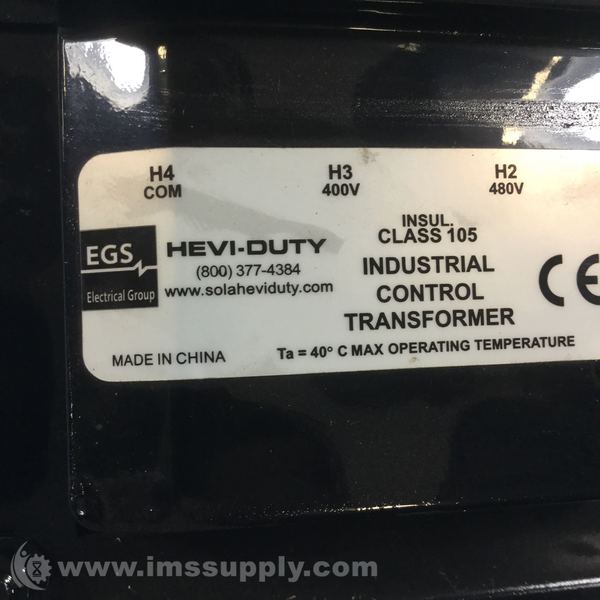 H4 H3 H2
COM 400V 480V
INSUL.
CLASS 105
EGS
Electrical Group
HEVI-DUTY
(800) 377-4384
www.solaheviduty.com
INDUSTRIAL
CONTROL
TRANSFORMER
CE
MADE IN CHINA
Ta = 40° C MAX OPERATING TEMPERATURE
www.imssupply.com